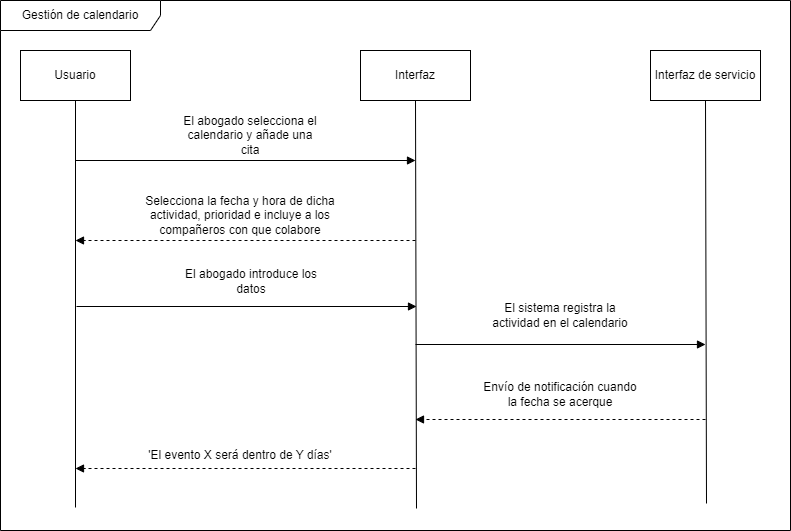 Gestión de calendario
Usuario
Interfaz
Interfaz de servicio
El abogado selecciona el
calendario y añade una
cita
Selecciona la fecha y hora de dicha
actividad, prioridad e incluye a los
compañeros con que colabore
El abogado introduce los
datos
El sistema registra la
actividad en el calendario
Envío de notificación cuando
la fecha se acerque
'El evento X será dentro de Y días'